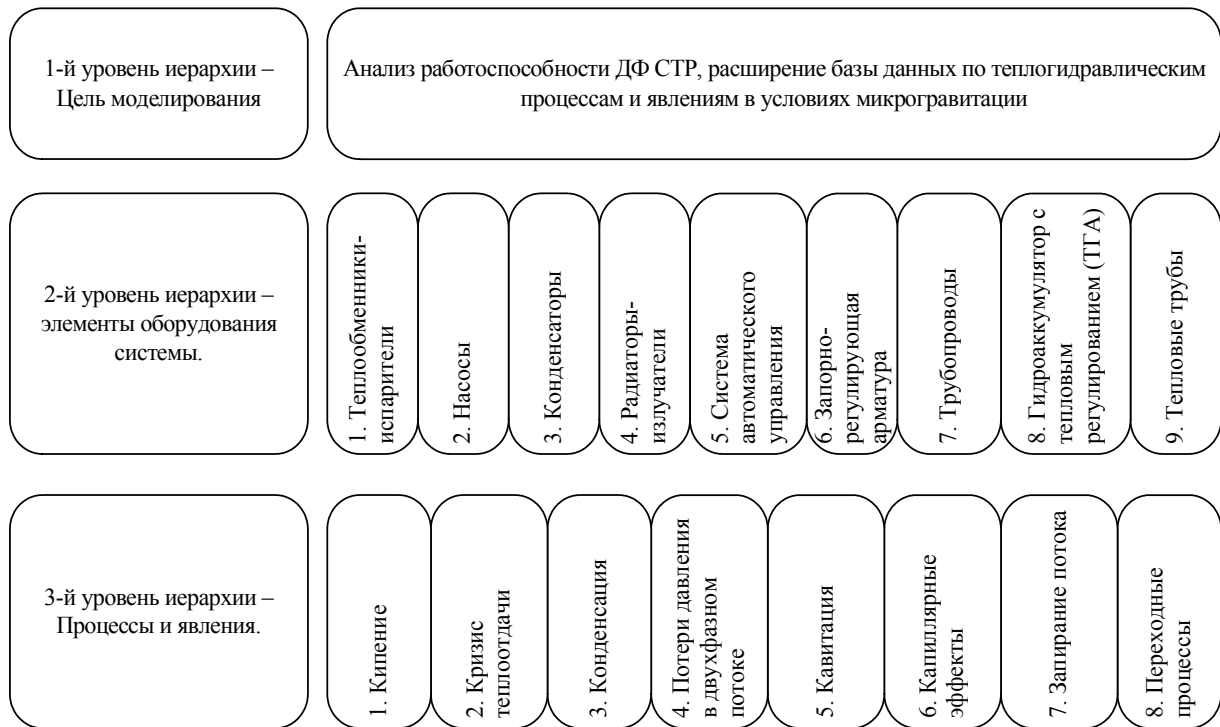 1-й уровень иерархии –
Цель моделирования
Анализ работоспособности ДФ СТР, расширение базы данных по теплогидравлическим
процессам и явлениям в условиях микрогравитации
2-й уровень иерархии –
элементы оборудования
системы.
1. Теплообменники-
испарители
2. Насосы
3. Конденсаторы
4. Радиаторы-
излучатели
5. Система
автоматического
управления
6. Запорно-
регулирующая
арматура
7. Трубопроводы
8. Гидроаккумулятор с
тепловым
регулированием (ТГА)
9. Тепловые трубы
3-й уровень иерархии –
Процессы и явления.
1. Кипение
2. Кризис
теплоотдачи
3. Конденсация
4. Потери давления
в двухфазном
потоке
5. Кавитация
6. Капиллярные
эффекты
7. Запирание потока
8. Переходные
процессы